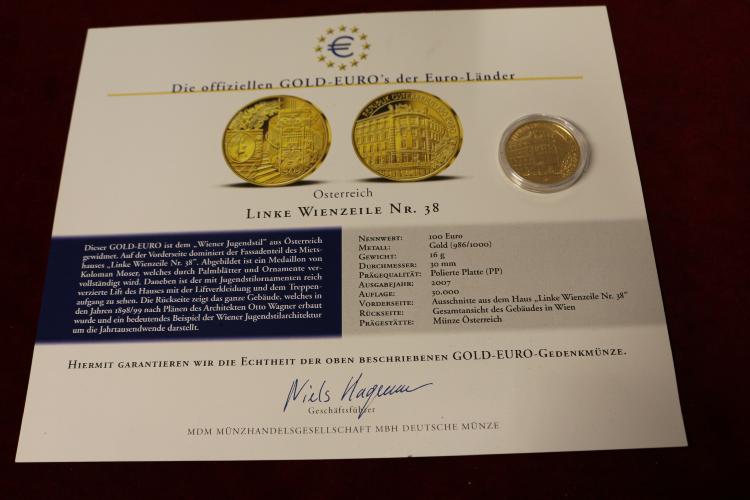 €
Die offiziellen GOLD-EURO's der Euro-Länder
REPUBLIK ÖSTERREICH
Österreich
LINKE WIENZEILE NR. 38
Dieser GOLD-EURO ist dem „Wiener Jugendstil" aus Österreich
gewidmet. Auf der Vorderseite dominiert der Fassadenteil des Miets-
hauses „Linke Wienzeile Nr. 38". Abgebildet ist ein Medaillon von
Koloman Moser, welches durch Palmblätter und Ornamente ver-
vollständigt wird. Daneben ist der mit Jugendstilornamenten reich
verzierte Lift des Hauses mit der Liftverkleidung und dem Treppen-
aufgang zu sehen. Die Rückseite zeigt das ganze Gebäude, welches in
den Jahren 1898/99 nach Plänen des Architekten Otto Wagner erbaut
wurde und ein bedeutendes Beispiel der Wiener Jugendstilarchitektur
um die Jahrtausendwende darstellt.
NENNWERT: 100 Euro
METALL: Gold (986/1000)
GEWICHT: 16 g
DURCHMESSER: 30 mm
PRÄGEQUALITÄT: Polierte Platte (PP)
AUSGABEJAHR: 2007
AUFLAGE: 30.000
VORDERSEITE: Ausschnitte aus dem Haus „Linke Wienzeile Nr. 38"
RÜCKSEITE: Gesamtansicht des Gebäudes in Wien
PRÄGESTÄTTE: Münze Österreich
HIERMIT GARANTIEREN WIR DIE ECHTHEIT DER OBEN BESCHRIEBENEN GOLD-EURO-GEDENKMÜNZE.
Niels Hagemann
Geschäftsführer
MDM MÜNZHANDELSGESELLSCHAFT MBH DEUTSCHE MÜNZE